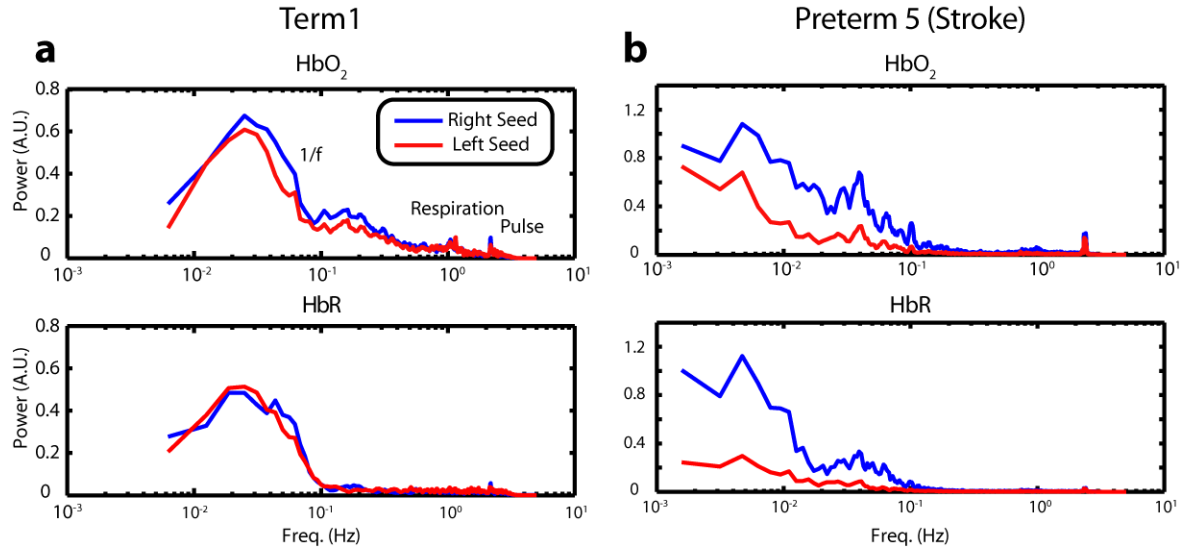 Term1
Preterm 5 (Stroke)
a
b
HbO2
HbO2
Power (A.U.)
0.8
0.6
0.4
0.2
0
Right Seed
Left Seed
1/f
Respiration
Pulse
10-3
10-2
10-1
100
101
1.2
0.8
0.4
0
10-3
10-2
10-1
100
101
HbR
HbR
Power (A.U.)
0.8
0.6
0.4
0.2
0
10-3
10-2
10-1
100
101
Freq. (Hz)
1.2
0.8
0.4
0
10-3
10-2
10-1
100
101
Freq. (Hz)